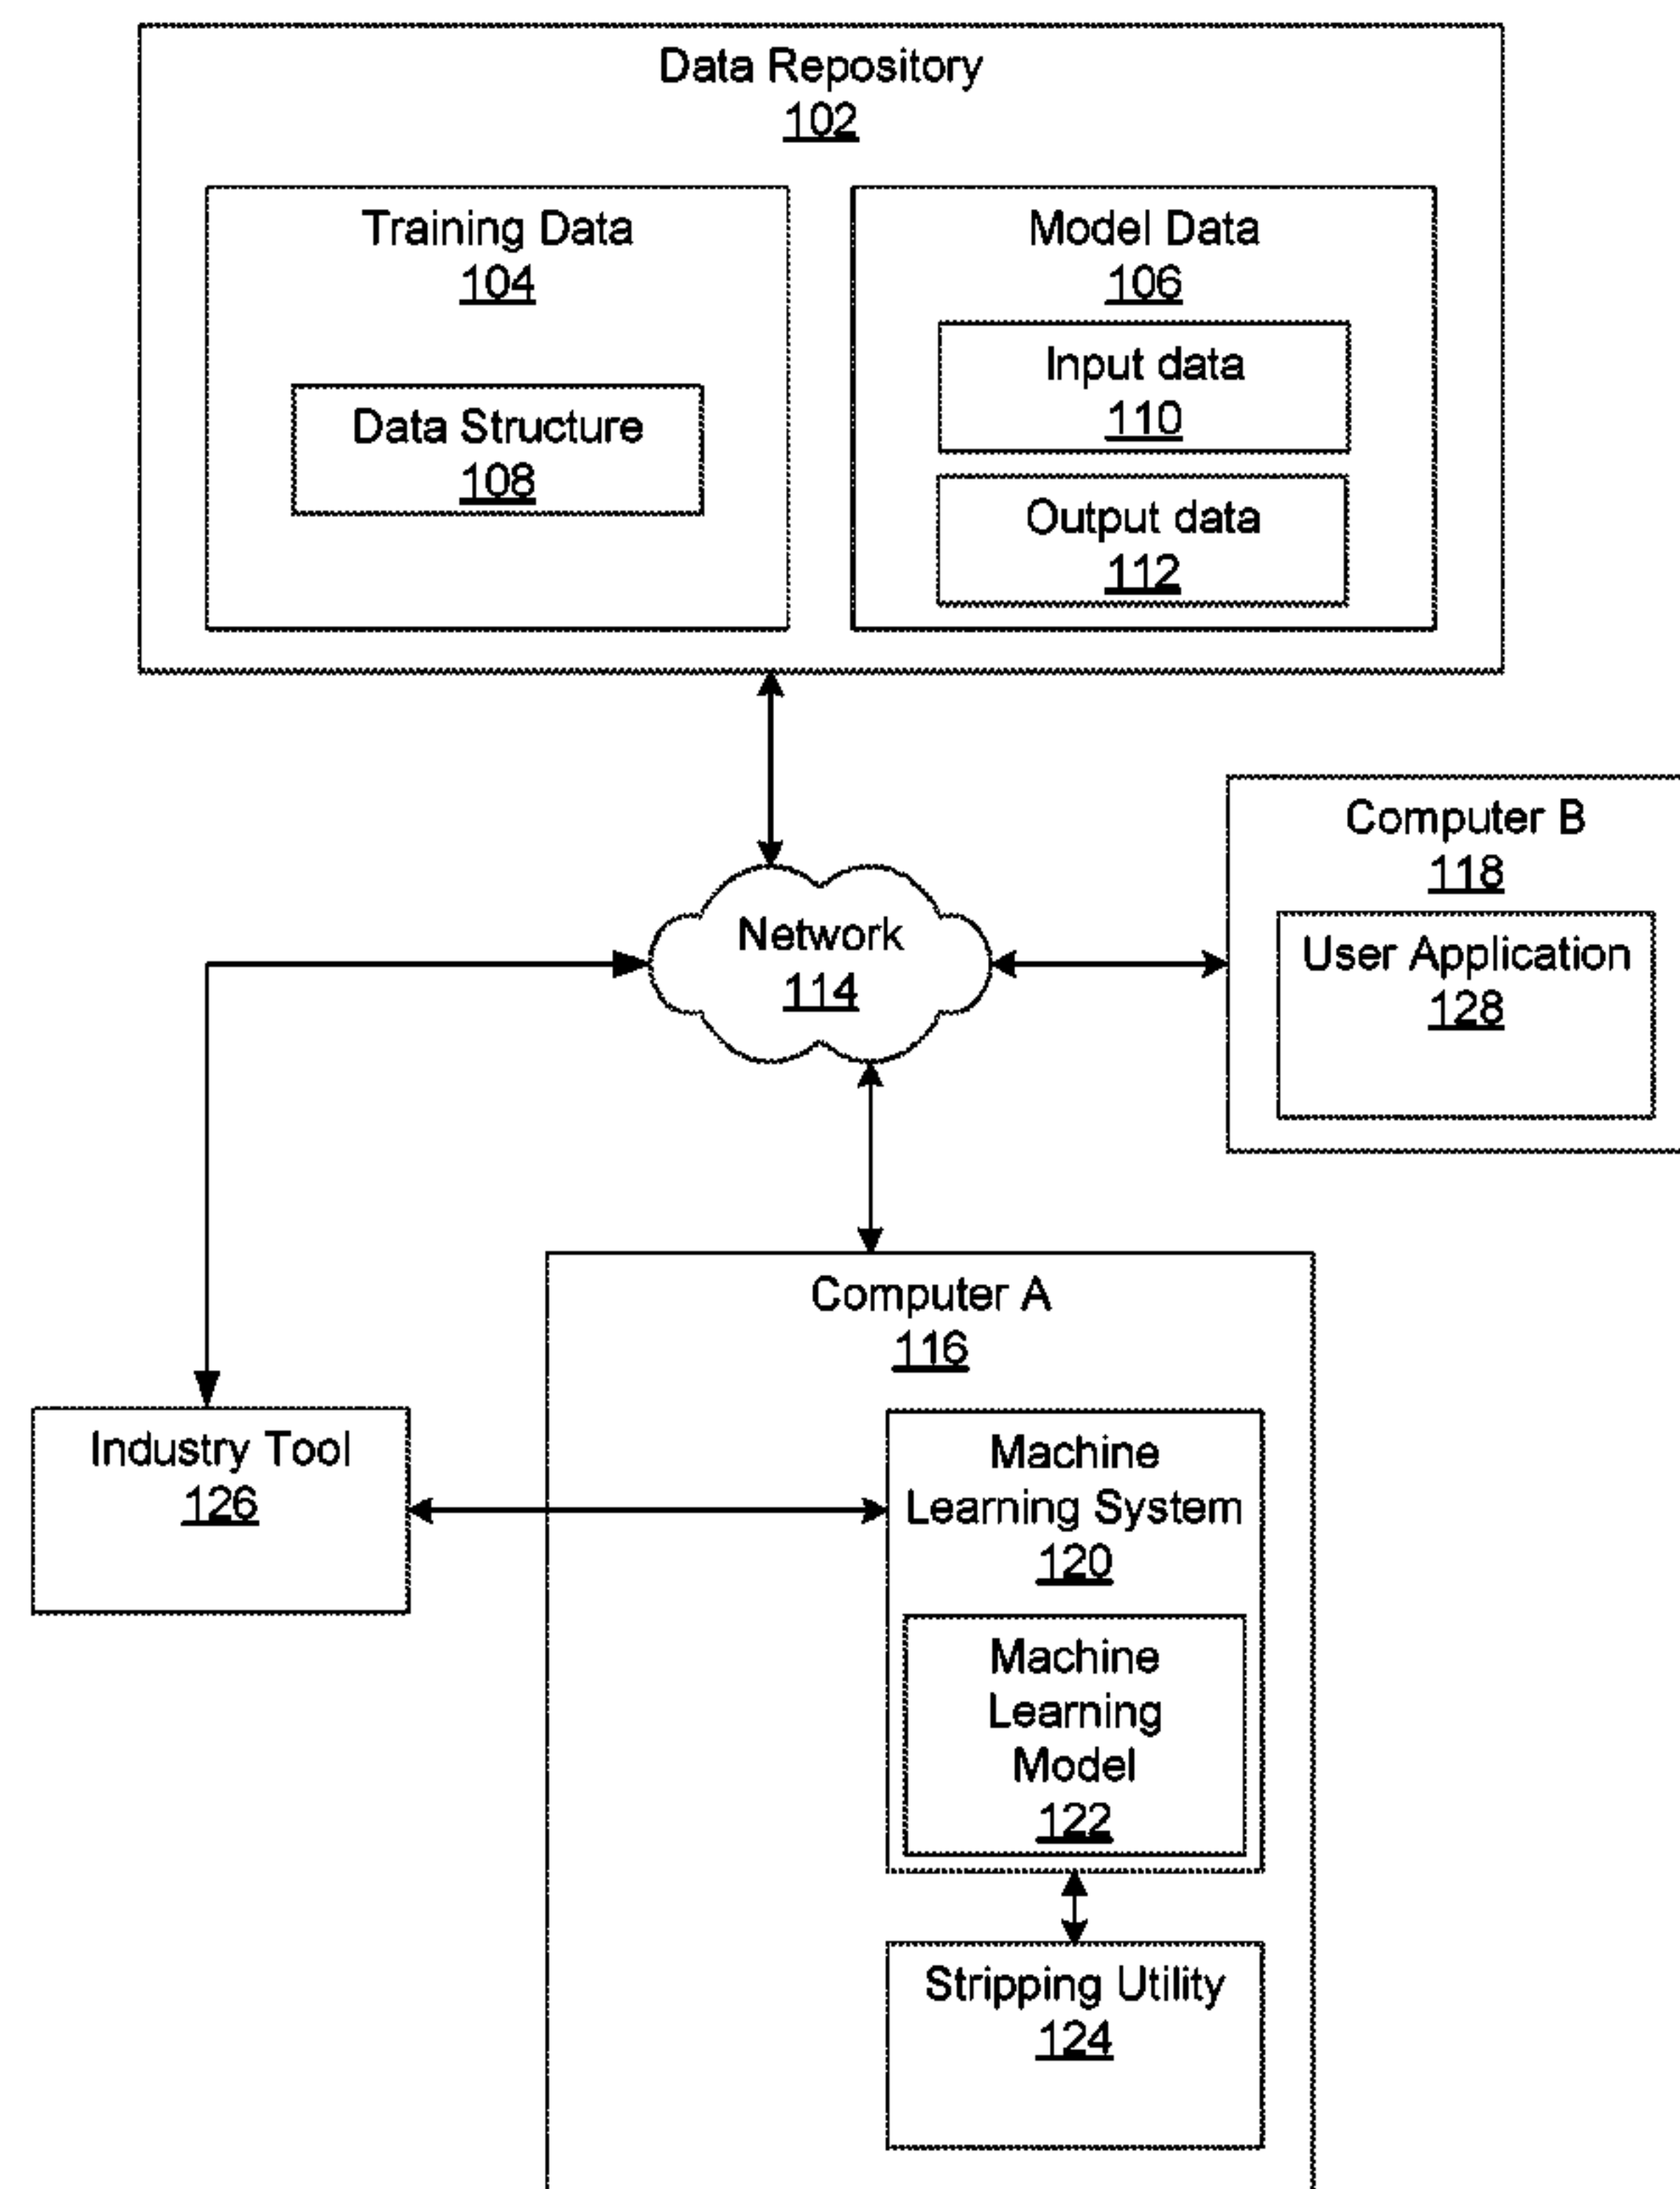 Data Repository
102
Training Data
104
Data Structure
108
Model Data
106
Input data
110
Output data
112
Computer B
118
User Application
128
Network
114
Computer A
116
Industry Tool
126
Machine
Learning System
120
Machine
Learning
Model
122
Stripping Utility
124